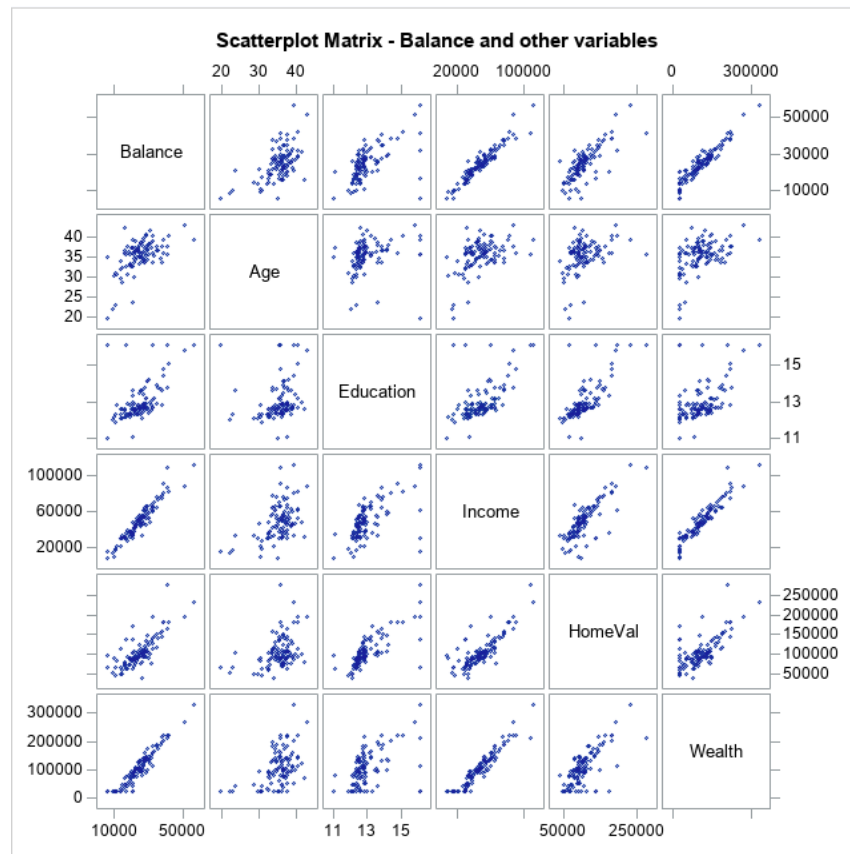 Scatterplot Matrix - Balance and other variables
20 30 40 20000 100000 0 300000
Balance
50000
30000
10000
40
35
30
25
20
Age
Education
15
13
11
100000
60000
20000
Income
HomeVal
250000
200000
150000
100000
50000
300000
200000
100000
0
Wealth
10000 50000 11 13 15 50000 250000